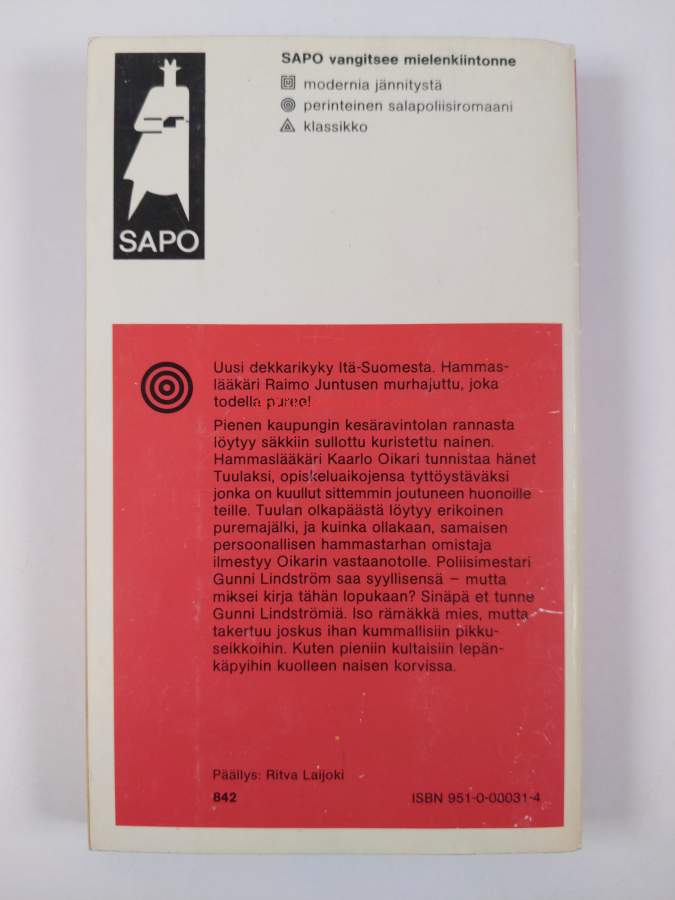 SAPO vangitsee mielenkiintonne
modernia jännitystä
perinteinen salapoliisiromaani
klassikko
SAPO
Uusi dekkarikyky Itä-Suomesta. Hammas-
lääkäri Raimo Juntusen murhajuttu, joka
todella puree!
Pienen kaupungin kesäravintolan rannasta
löytyy säkkiin sullottu kuristettu nainen.
Hammaslääkäri Kaarlo Oikari tunnistaa hänet
Tuulaksi, opiskeluaikojensa tyttöystäväksi
jonka on kuullut sittemmin joutuneen huonoille
teille. Tuulan olkapäästä löytyy erikoinen
puremajälki, ja kuinka ollakaan, samaisen
persoonallisen hammastarhan omistaja
ilmestyy Oikarin vastaanotolle. Poliisimestari
Gunni Lindström saa syyllisensä – mutta
miksei kirja tähän lopukaan? Sinäpä et tunne
Gunni Lindströmiä. Iso rämäkkä mies, mutta
takertuu joskus ihan kummallisiin pikku-
seikkoihin. Kuten pieniin kultaisiin lepän-
käpyihin kuolleen naisen korvissa.
Päällys: Ritva Laijoki
842 ISBN 951-0-00031-4